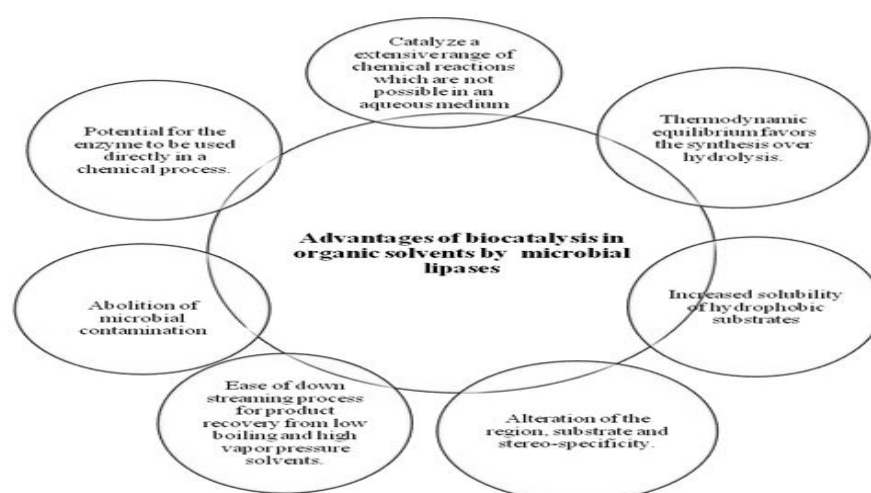 Catalyze a
extensive range of
chemical reactions
which are not
possible in an
aqueous medium
Thermodynamic
equilibrium favors
the synthesis over
hydrolysis.
Increased solubility
of hydrophobic
substrates
Alteration of the
region, substrate and
stereo-specificity.
Ease of down
streaming process
for product
recovery from low
boiling and high
vapor pressure
solvents.
Abolition of
microbial
contamination
Potential for the
enzyme to be used
directly in a
chemical process.
Advantages of biocatalysis in
organic solvents by microbial
lipases